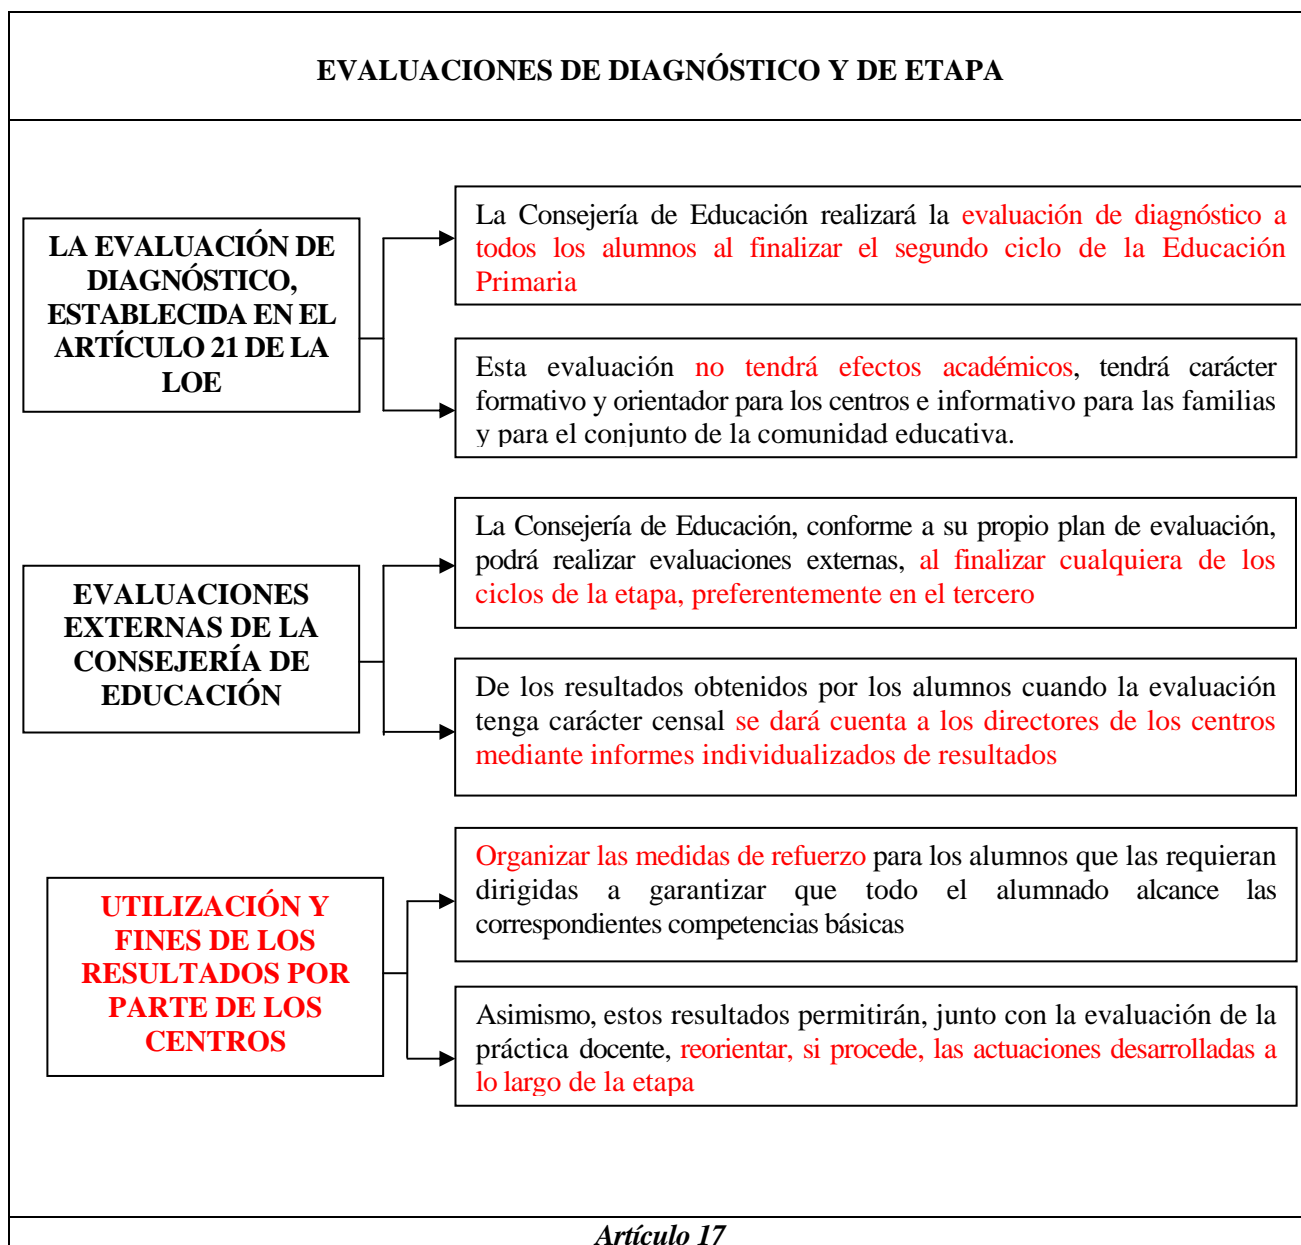 EVALUACIONES DE DIAGNÓSTICO Y DE ETAPA
LA EVALUACIÓN DE
DIAGNÓSTICO,
ESTABLECIDA EN EL
ARTÍCULO 21 DE LA
LOE
La Consejería de Educación realizará la evaluación de diagnóstico a
todos los alumnos al finalizar el segundo ciclo de la Educación
Primaria
Esta evaluación no tendrá efectos académicos, tendrá carácter
formativo y orientador para los centros e informativo para las familias
y para el conjunto de la comunidad educativa.
EVALUACIONES
EXTERNAS DE LA
CONSEJERÍA DE
EDUCACIÓN
La Consejería de Educación, conforme a su propio plan de evaluación,
podrá realizar evaluaciones externas, al finalizar cualquiera de los
ciclos de la etapa, preferentemente en el tercero
De los resultados obtenidos por los alumnos cuando la evaluación
tenga carácter censal se dará cuenta a los directores de los centros
mediante informes individualizados de resultados
UTILIZACIÓN Y
FINES DE LOS
RESULTADOS POR
PARTE DE LOS
CENTROS
Organizar las medidas de refuerzo para los alumnos que las requieran
dirigidas a garantizar que todo el alumnado alcance las
correspondientes competencias básicas
Asimismo, estos resultados permitirán, junto con la evaluación de la
práctica docente, reorientar, si procede, las actuaciones desarrolladas a
lo largo de la etapa
Artículo 17